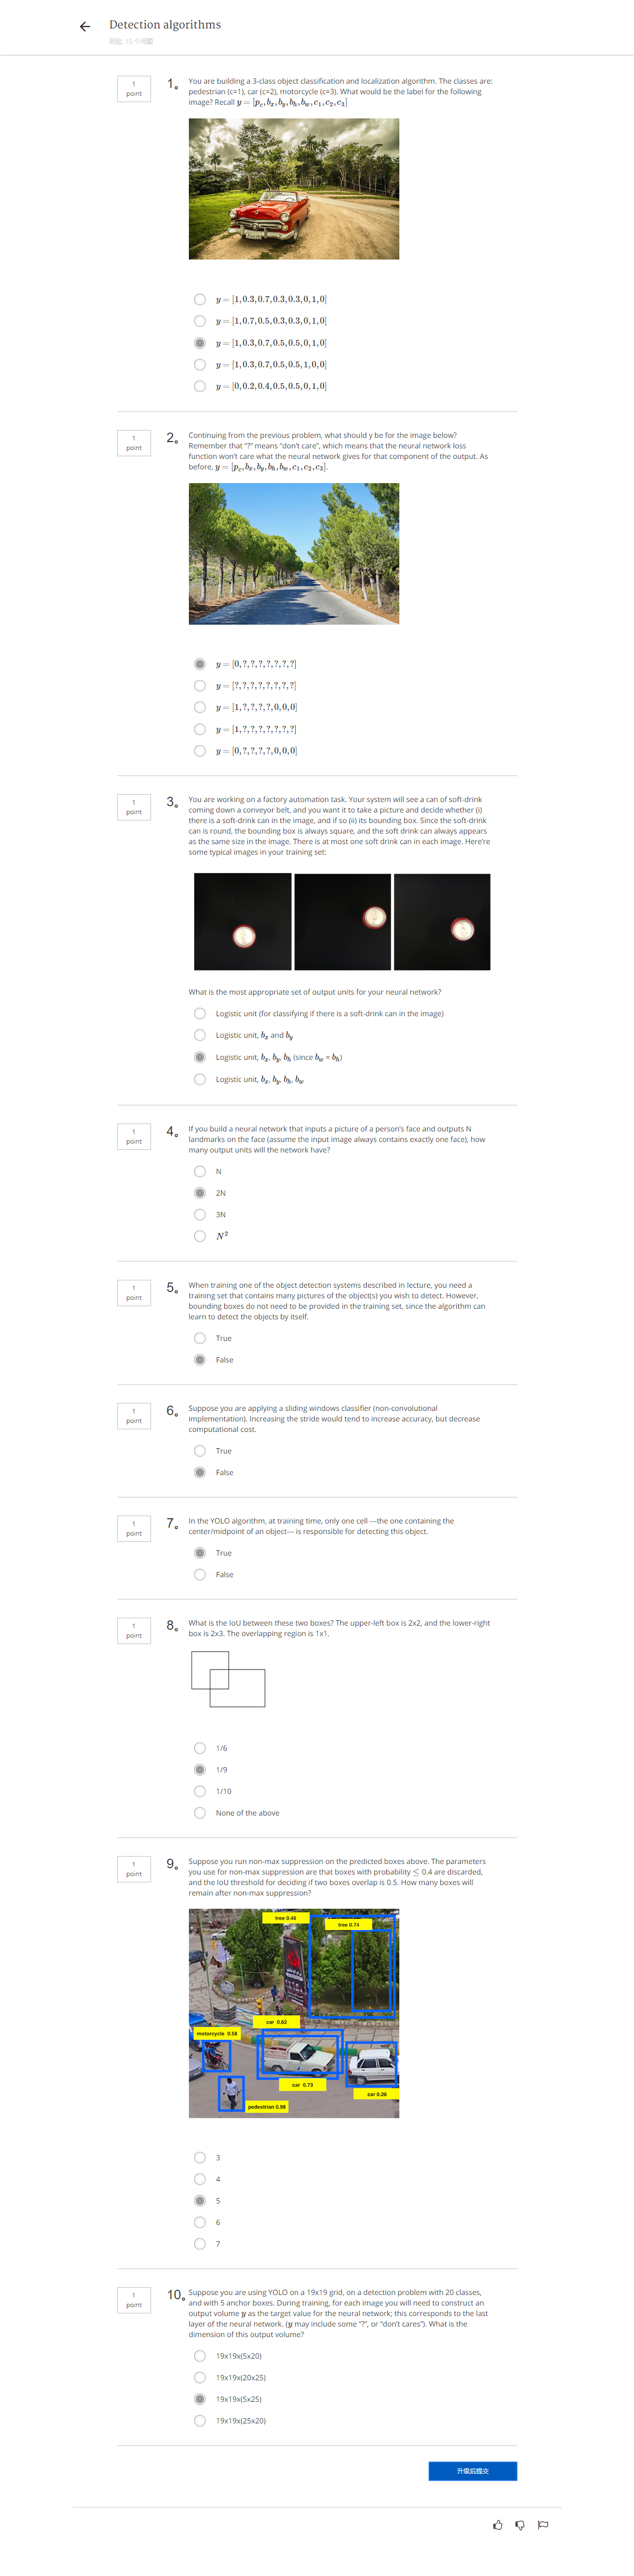 Detection algorithms
测验, 10 个问题
1 point
1。
You are building a 3-class object classification and localization algorithm. The classes are:
pedestrian (c=1), car (c=2), motorcycle (c=3). What would be the label for the following
image? Recall y = [p_c, b_x, b_y, b_h, b_w, c_1, c_2, c_3]
y = [1, 0.3, 0.7, 0.3, 0.3, 0, 1, 0]
y = [1, 0.7, 0.5, 0.3, 0.3, 0, 1, 0]
y = [1, 0.3, 0.7, 0.5, 0.5, 0, 1, 0]
y = [1, 0.3, 0.7, 0.5, 0.5, 1, 0, 0]
y = [0, 0.2, 0.4, 0.5, 0.5, 0, 1, 0]
1 point
2。
Continuing from the previous problem, what should y be for the image below?
Remember that “?” means “don’t care”, which means that the neural network loss
function won’t care what the neural network gives for that component of the output. As
before, y = [p_c, b_x, b_y, b_h, b_w, c_1, c_2, c_3].
y = [0, ?, ?, ?, ?, ?, ?, ?]
y = [?, ?, ?, ?, ?, ?, ?, ?]
y = [1, ?, ?, ?, ?, 0, 0, 0]
y = [1, ?, ?, ?, ?, ?, ?, ?]
y = [0, ?, ?, ?, ?, 0, 0, 0]
1 point
3。
You are working on a factory automation task. Your system will see a can of soft-drink
coming down a conveyor belt, and you want it to take a picture and decide whether (i)
there is a soft-drink can in the image, and if so (ii) its bounding box. Since the soft-drink
can is round, the bounding box is always square, and the soft drink can always appears
as the same size in the image. There is at most one soft drink can in each image. Here’re
some typical images in your training set:
What is the most appropriate set of output units for your neural network?
Logistic unit (for classifying if there is a soft-drink can in the image)
Logistic unit, b_x and b_y
Logistic unit, b_x, b_y, b_h (since b_w = b_h)
Logistic unit, b_x, b_y, b_h, b_w
1 point
4。
If you build a neural network that inputs a picture of a person’s face and outputs N
landmarks on the face (assume the input image always contains exactly one face), how
many output units will the network have?
N
2N
3N
N²
1 point
5。
When training one of the object detection systems described in lecture, you need a
training set that contains many pictures of the object(s) you wish to detect. However,
bounding boxes do not need to be provided in the training set, since the algorithm can
learn to detect the objects by itself.
True
False
1 point
6。
Suppose you are applying a sliding windows classifier (non-convolutional
implementation). Increasing the stride would tend to increase accuracy, but decrease
computational cost.
True
False
1 point
7。
In the YOLO algorithm, at training time, only one cell ---the one containing the
center/midpoint of an object--- is responsible for detecting this object.
True
False
1 point
8。
What is the IoU between these two boxes? The upper-left box is 2x2, and the lower-right
box is 2x3. The overlapping region is 1x1.
1/6
1/9
1/10
None of the above
1 point
9。
Suppose you run non-max suppression on the predicted boxes above. The parameters
you use for non-max suppression are that boxes with probability ≤ 0.4 are discarded,
and the IoU threshold for deciding if two boxes overlap is 0.5. How many boxes will
remain after non-max suppression?
tree 0.46
tree 0.74
car 0.62
motorcycle 0.58
car 0.73
car 0.26
pedestrian 0.98
3
4
5
6
7
1 point
10。
Suppose you are using YOLO on a 19x19 grid, on a detection problem with 20 classes,
and with 5 anchor boxes. During training, for each image you will need to construct an
output volume y as the target value for the neural network; this corresponds to the last
layer of the neural network. (y may include some “?”, or “don’t cares”). What is the
dimension of this output volume?
19x19x(5x20)
19x19x(20x25)
19x19x(5x25)
19x19x(25x20)
升级后提交